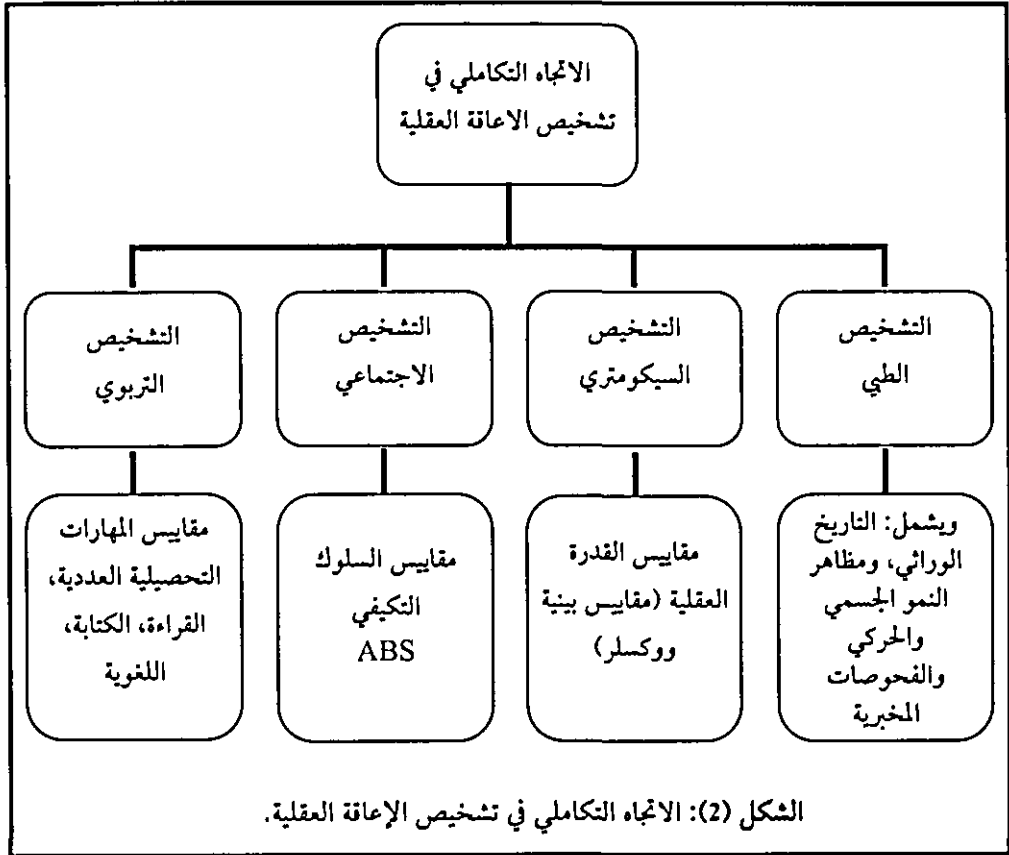 الاتجاه التكاملي في
تشخيص الاعاقة العقلية
التشخيص
الطبي
التشخيص
السيكومتري
التشخيص
الاجتماعي
التشخيص
التربوي
ويشمل: التاريخ
الوراثي، ومظاهر
النمو الجسمي
والحركي
والفحوصات
المخبرية
مقاييس القدرة
العقلية (مقاييس بينية
ووكسلر)
مقاييس السلوك
التكيفي
ABS
مقاييس المهارات
التحصيلية العددية،
القراءة، الكتابة،
اللغوية
الشكل (2): الاتجاه التكاملي في تشخيص الإعاقة العقلية.